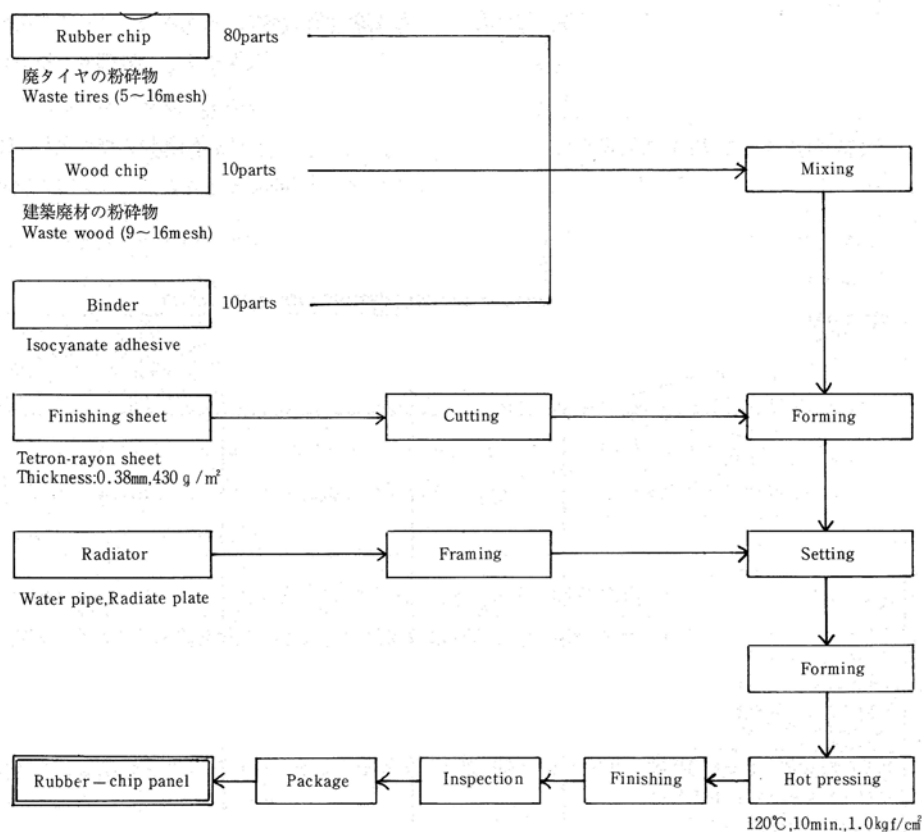 Rubber chip 80parts
廃タイヤの粉砕物
Waste tires (5~16mesh)
Wood chip 10parts
Mixing
建築廃材の粉砕物
Waste wood (9~16mesh)
Binder 10parts
Isocyanate adhesive
Finishing sheet
Cutting
Forming
Tetron-rayon sheet
Thickness:0.38mm,430g/㎡
Radiator
Framing
Setting
Water pipe,Radiate plate
Forming
Rubber-chip panel
Package
Inspection
Finishing
Hot pressing
120℃,10min.,1.0kgf/c㎡